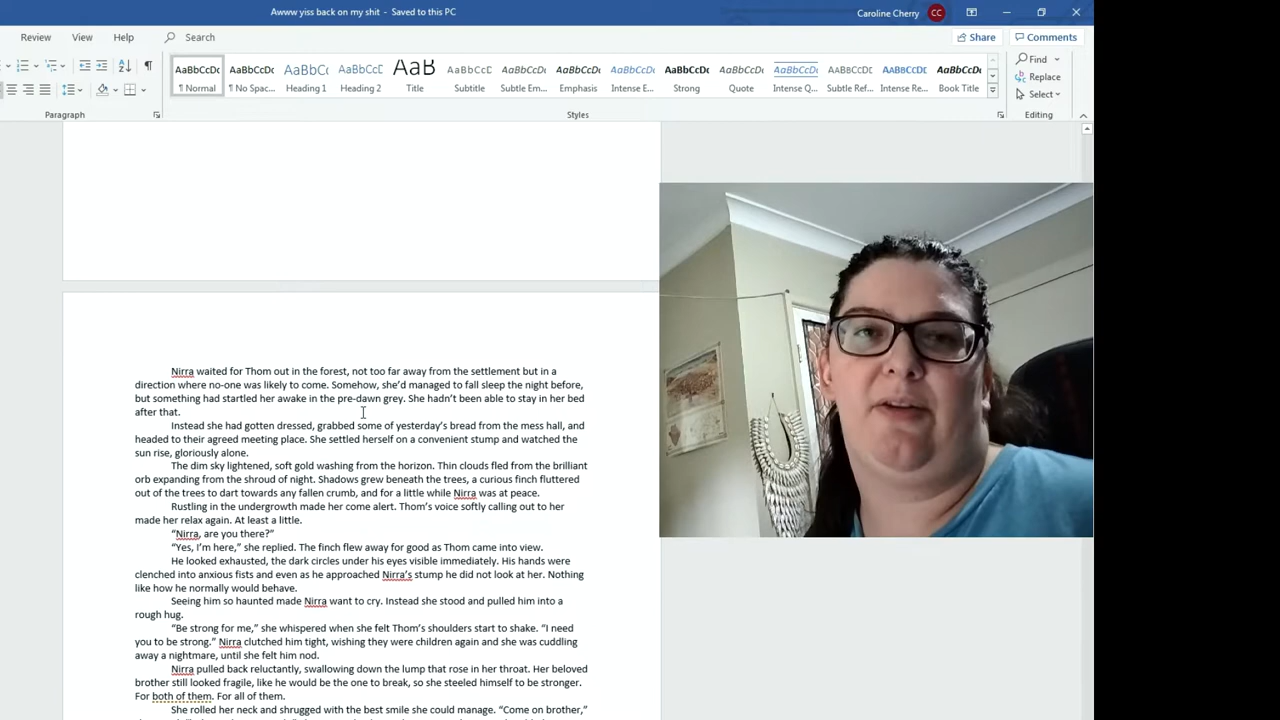 Awww yiss back on my shit - Saved to this PC
Caroline Cherry CC
Review View Help Search
Share Comments
AaBbCcDc AaBbCcDc AaBbCc AaBbCcC AaB AaBbCcD AaBbCcDc AaBbCcDc AaBbCcDc AaBbCcDc AaBbCcDc AaBbCcDc AABBCCDC AABBCCDC AaBbCcDc
¶ Normal ¶ No Spac... Heading 1 Heading 2 Title Subtitle Subtle Em... Emphasis Intense E... Strong Quote Intense Q... Subtle Ref... Intense Re... Book Title
Find
Replace
Select
Paragraph Styles Editing
Nirra waited for Thom out in the forest, not too far away from the settlement but in a
direction where no-one was likely to come. Somehow, she’d managed to fall sleep the night before,
but something had startled her awake in the pre-dawn grey. She hadn’t been able to stay in her bed
after that.
Instead she had gotten dressed, grabbed some of yesterday’s bread from the mess hall, and
headed to their agreed meeting place. She settled herself on a convenient stump and watched the
sun rise, gloriously alone.
The dim sky lightened, soft gold washing from the horizon. Thin clouds fled from the brilliant
orb expanding from the shroud of night. Shadows grew beneath the trees, a curious finch fluttered
out of the trees to dart towards any fallen crumb, and for a little while Nirra was at peace.
Rustling in the undergrowth made her come alert. Thom’s voice softly calling out to her
made her relax again. At least a little.
“Nirra, are you there?”
“Yes, I’m here,” she replied. The finch flew away for good as Thom came into view.
He looked exhausted, the dark circles under his eyes visible immediately. His hands were
clenched into anxious fists and even as he approached Nirra’s stump he did not look at her. Nothing
like how he normally would behave.
Seeing him so haunted made Nirra want to cry. Instead she stood and pulled him into a
rough hug.
“Be strong for me,” she whispered when she felt Thom’s shoulders start to shake. “I need
you to be strong.” Nirra clutched him tight, wishing they were children again and she was cuddling
away a nightmare, until she felt him nod.
Nirra pulled back reluctantly, swallowing down the lump that rose in her throat. Her beloved
brother still looked fragile, like he would be the one to break, so she steeled himself to be stronger.
For both of them. For all of them.
She rolled her neck and shrugged with the best smile she could manage. “Come on brother,”